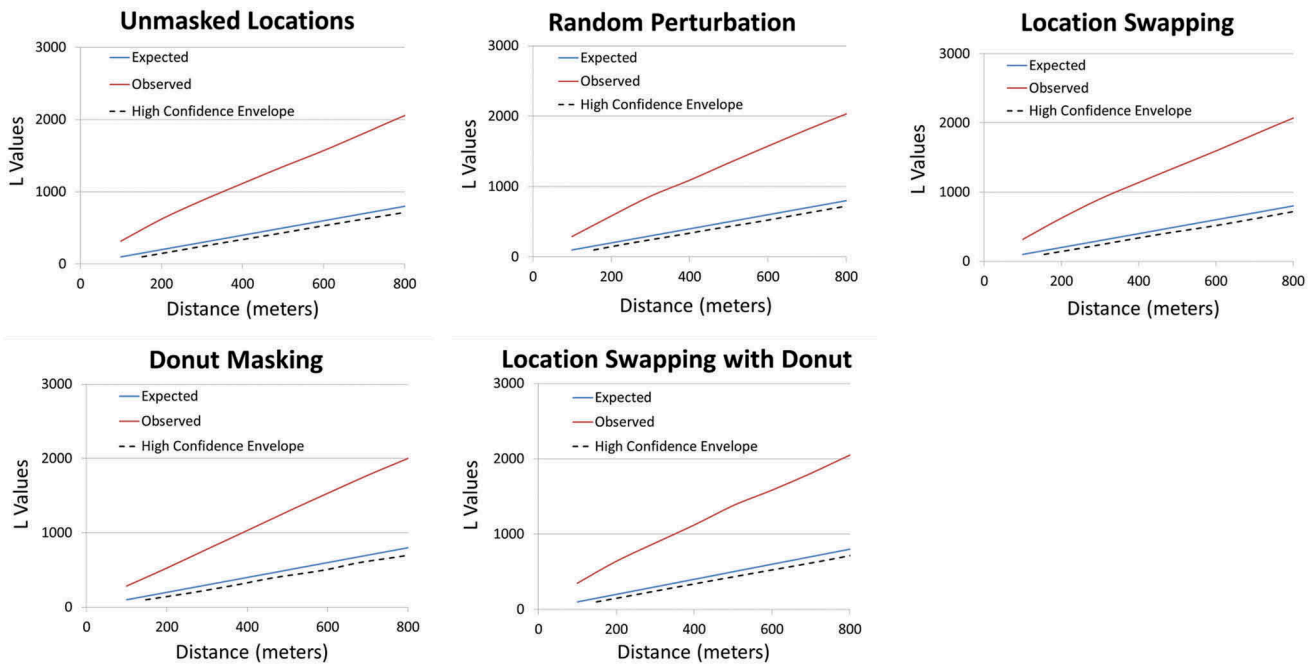 Unmasked Locations
3000
Expected
Observed
High Confidence Envelope
2000
1000
0
L Values
0 200 400 600 800
Distance (meters)
Random Perturbation
3000
Expected
Observed
High Confidence Envelope
2000
1000
0
L Values
0 200 400 600 800
Distance (meters)
Location Swapping
3000
Expected
Observed
High Confidence Envelope
2000
1000
0
L Values
0 200 400 600 800
Distance (meters)
Donut Masking
3000
Expected
Observed
High Confidence Envelope
2000
1000
0
L Values
0 200 400 600 800
Distance (meters)
Location Swapping with Donut
3000
Expected
Observed
High Confidence Envelope
2000
1000
0
L Values
0 200 400 600 800
Distance (meters)